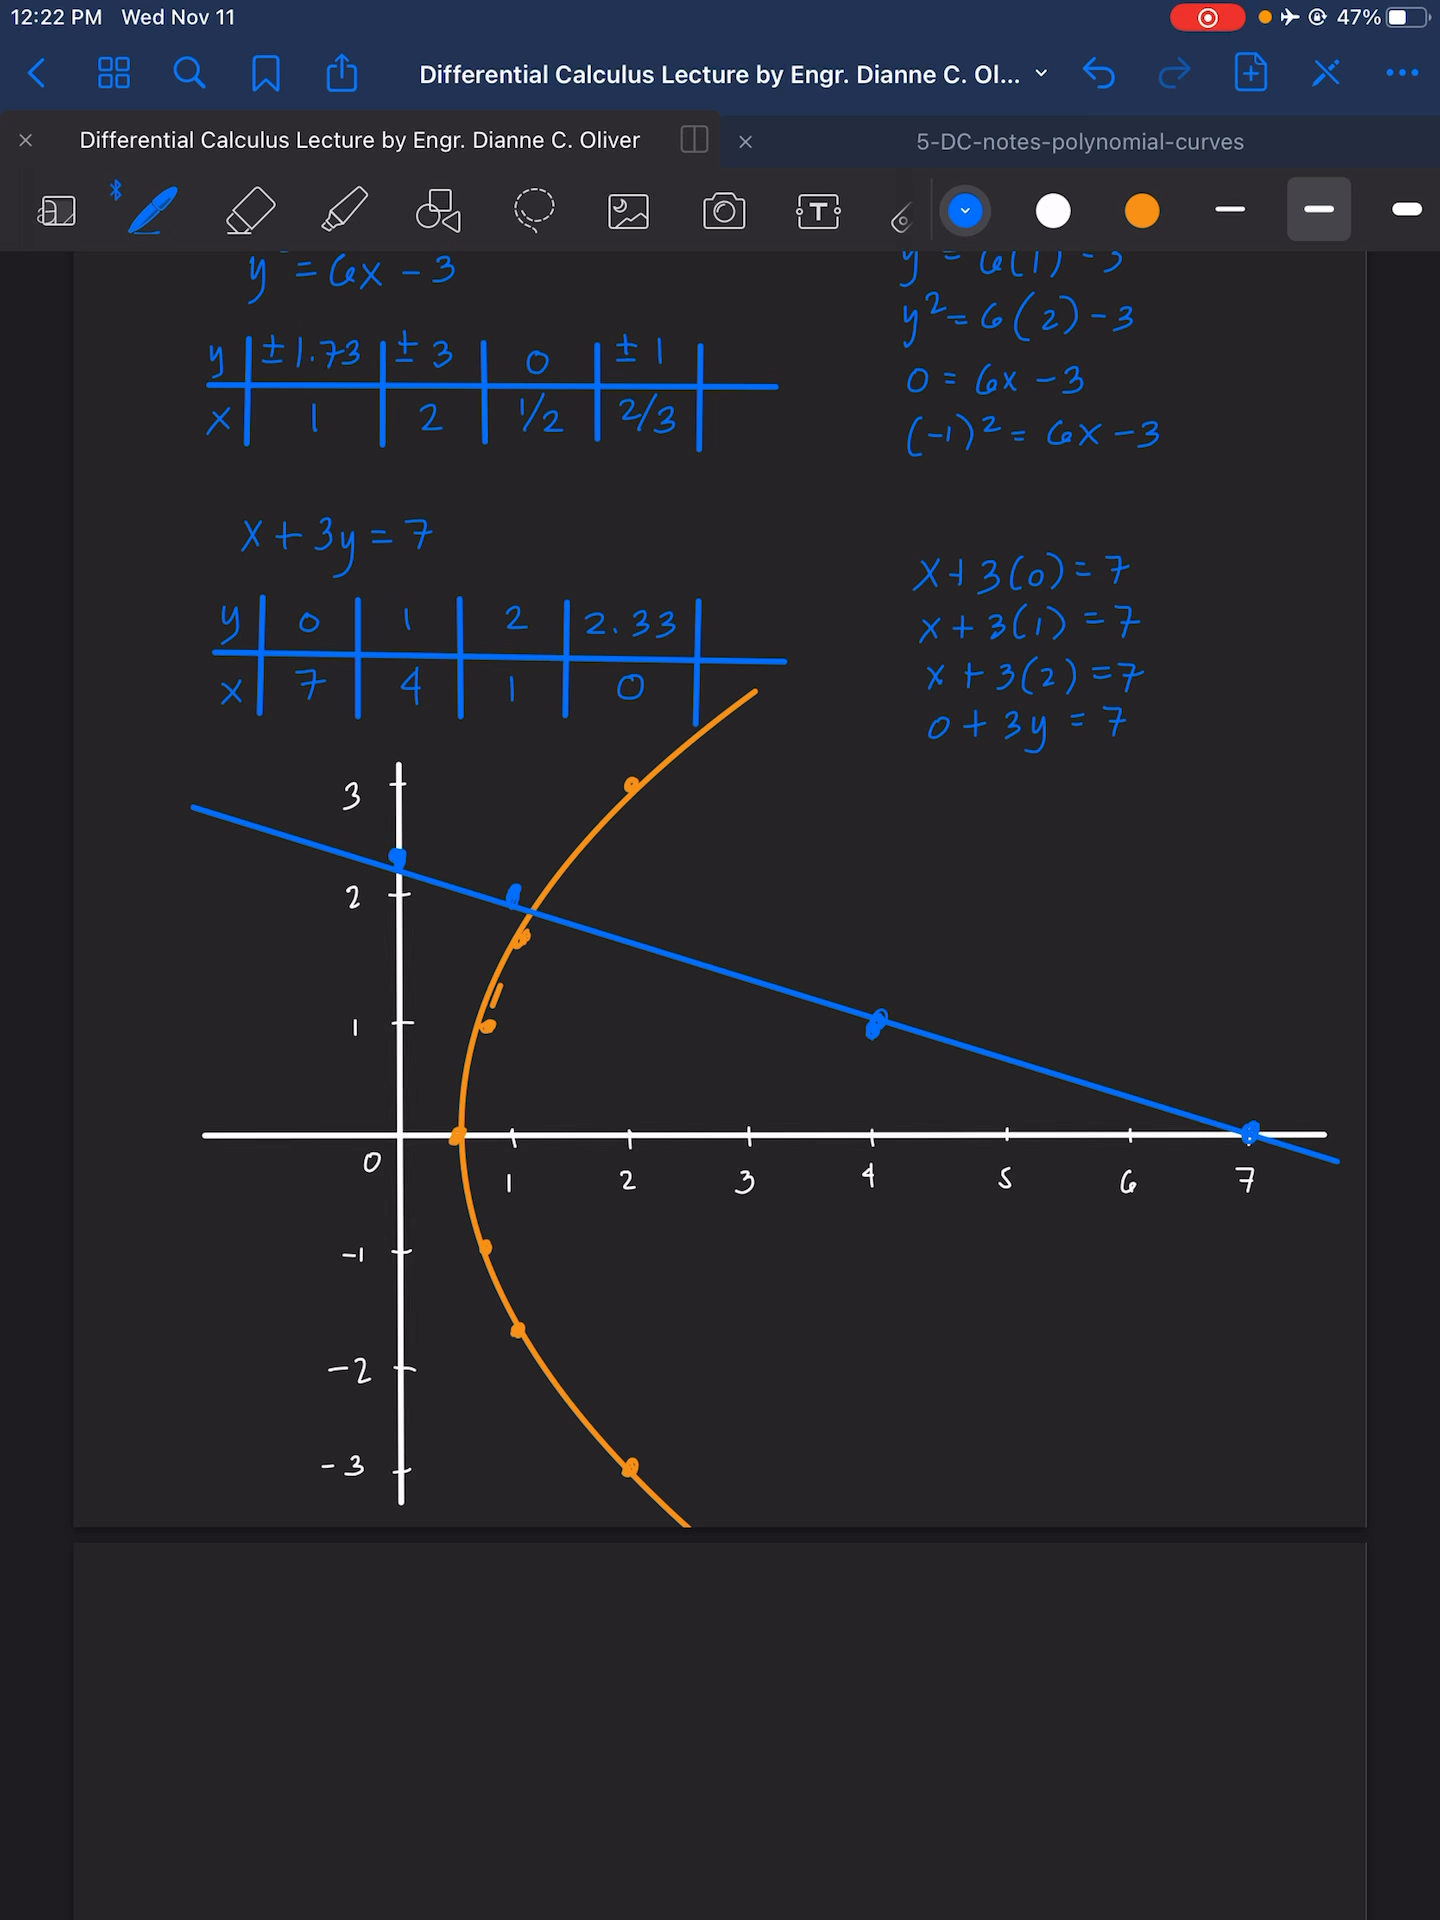 12:22 PM Wed Nov 11 47%
Differential Calculus Lecture by Engr. Dianne C. Ol...
Differential Calculus Lecture by Engr. Dianne C. Oliver
5-DC-notes-polynomial-curves
T
y = 6x - 3
y | ±1.73 | ±3 | 0 | ±1
x | 1 | 2 | 1/2 | 2/3
y = 6(1) - 3
y² = 6(2) - 3
0 = 6x - 3
(-1)² = 6x - 3
x + 3y = 7
y | 0 | 1 | 2 | 2.33
x | 7 | 4 | 1 | 0
x + 3(0) = 7
x + 3(1) = 7
x + 3(2) = 7
0 + 3y = 7
3
2
1
0 1 2 3 4 5 6 7
-1
-2
-3